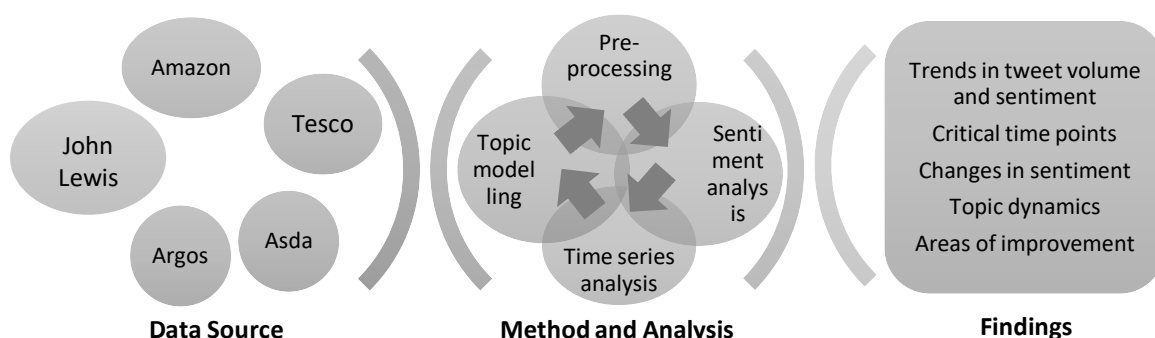 Amazon
Tesco
John
Lewis
Argos
Asda
Data Source
Pre-
processing
Senti
ment
analys
is
Time series
analysis
Topic
model
ling
Method and Analysis
Trends in tweet volume
and sentiment
Critical time points
Changes in sentiment
Topic dynamics
Areas of improvement
Findings